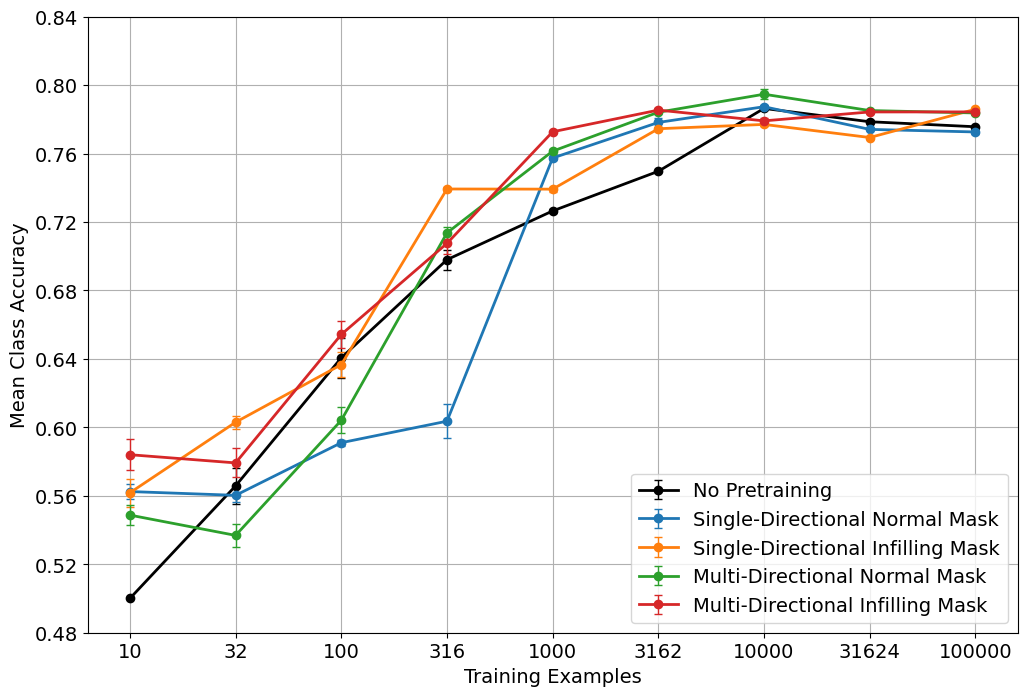 0.84
0.80
0.76
0.72
0.68
0.64
0.60
0.56
0.52
0.48
Mean Class Accuracy
No Pretraining
Single-Directional Normal Mask
Single-Directional Infilling Mask
Multi-Directional Normal Mask
Multi-Directional Infilling Mask
10 32 100 316 1000 3162 10000 31624 100000
Training Examples